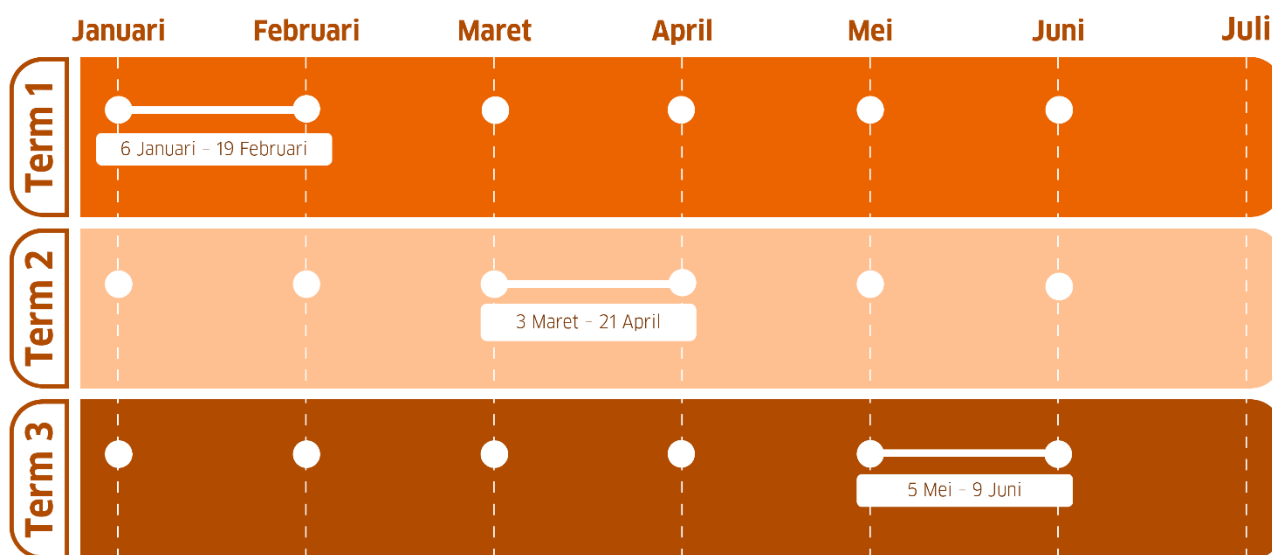 Januari Februari Maret April Mei Juni Juli
Term 1
6 Januari - 19 Februari
Term 2
3 Maret - 21 April
Term 3
5 Mei - 9 Juni